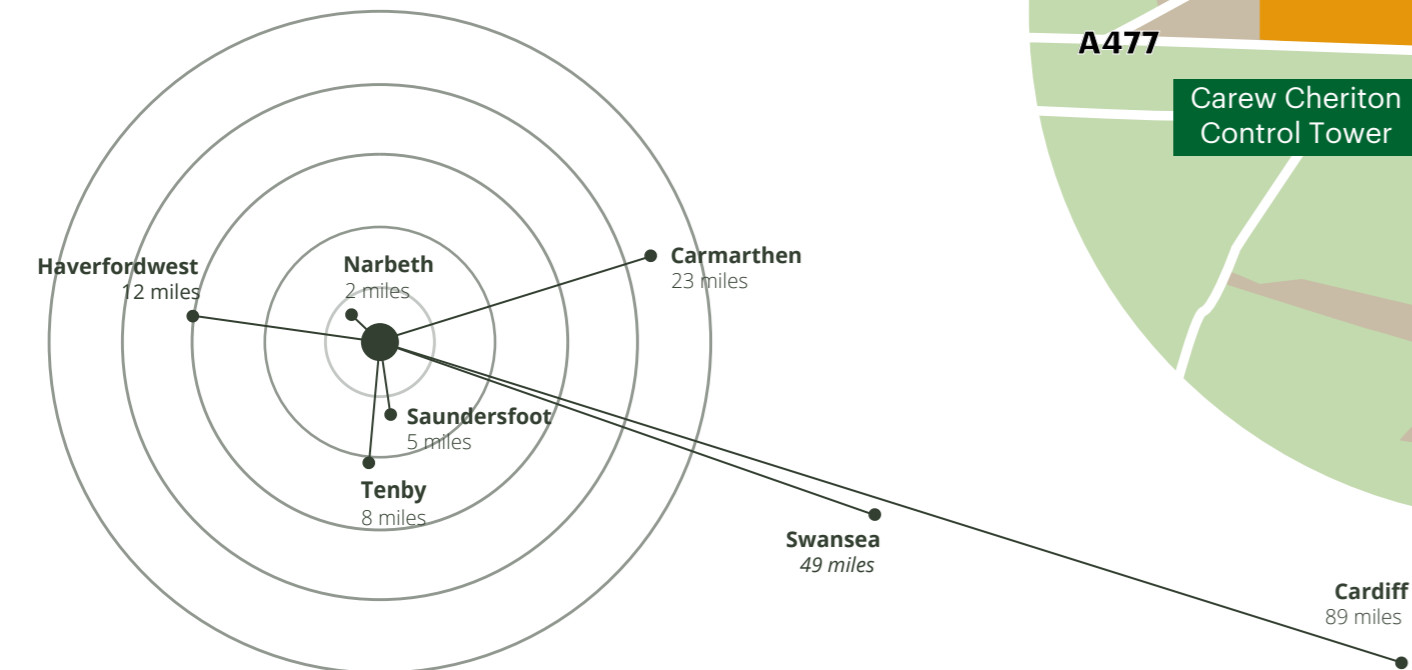 A477
Carew Cheriton
Control Tower
Haverfordwest
12 miles
Narbeth
2 miles
Carmarthen
23 miles
Saundersfoot
5 miles
Tenby
8 miles
Swansea
49 miles
Cardiff
89 miles